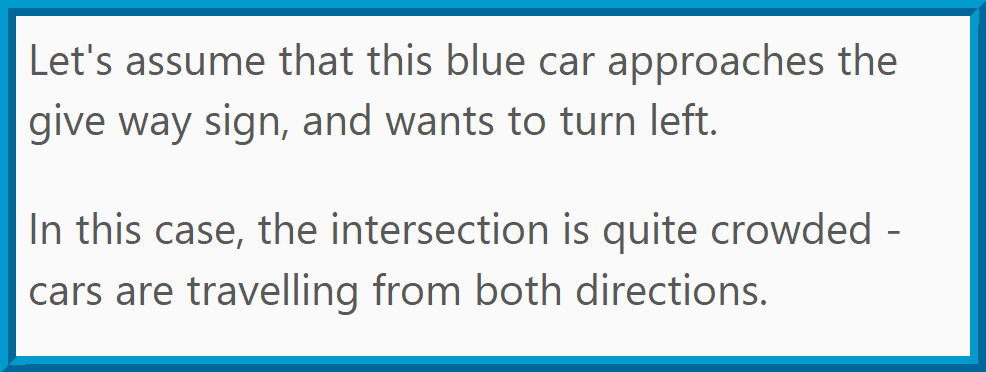 Let's assume that this blue car approaches the
give way sign, and wants to turn left.
In this case, the intersection is quite crowded -
cars are travelling from both directions.